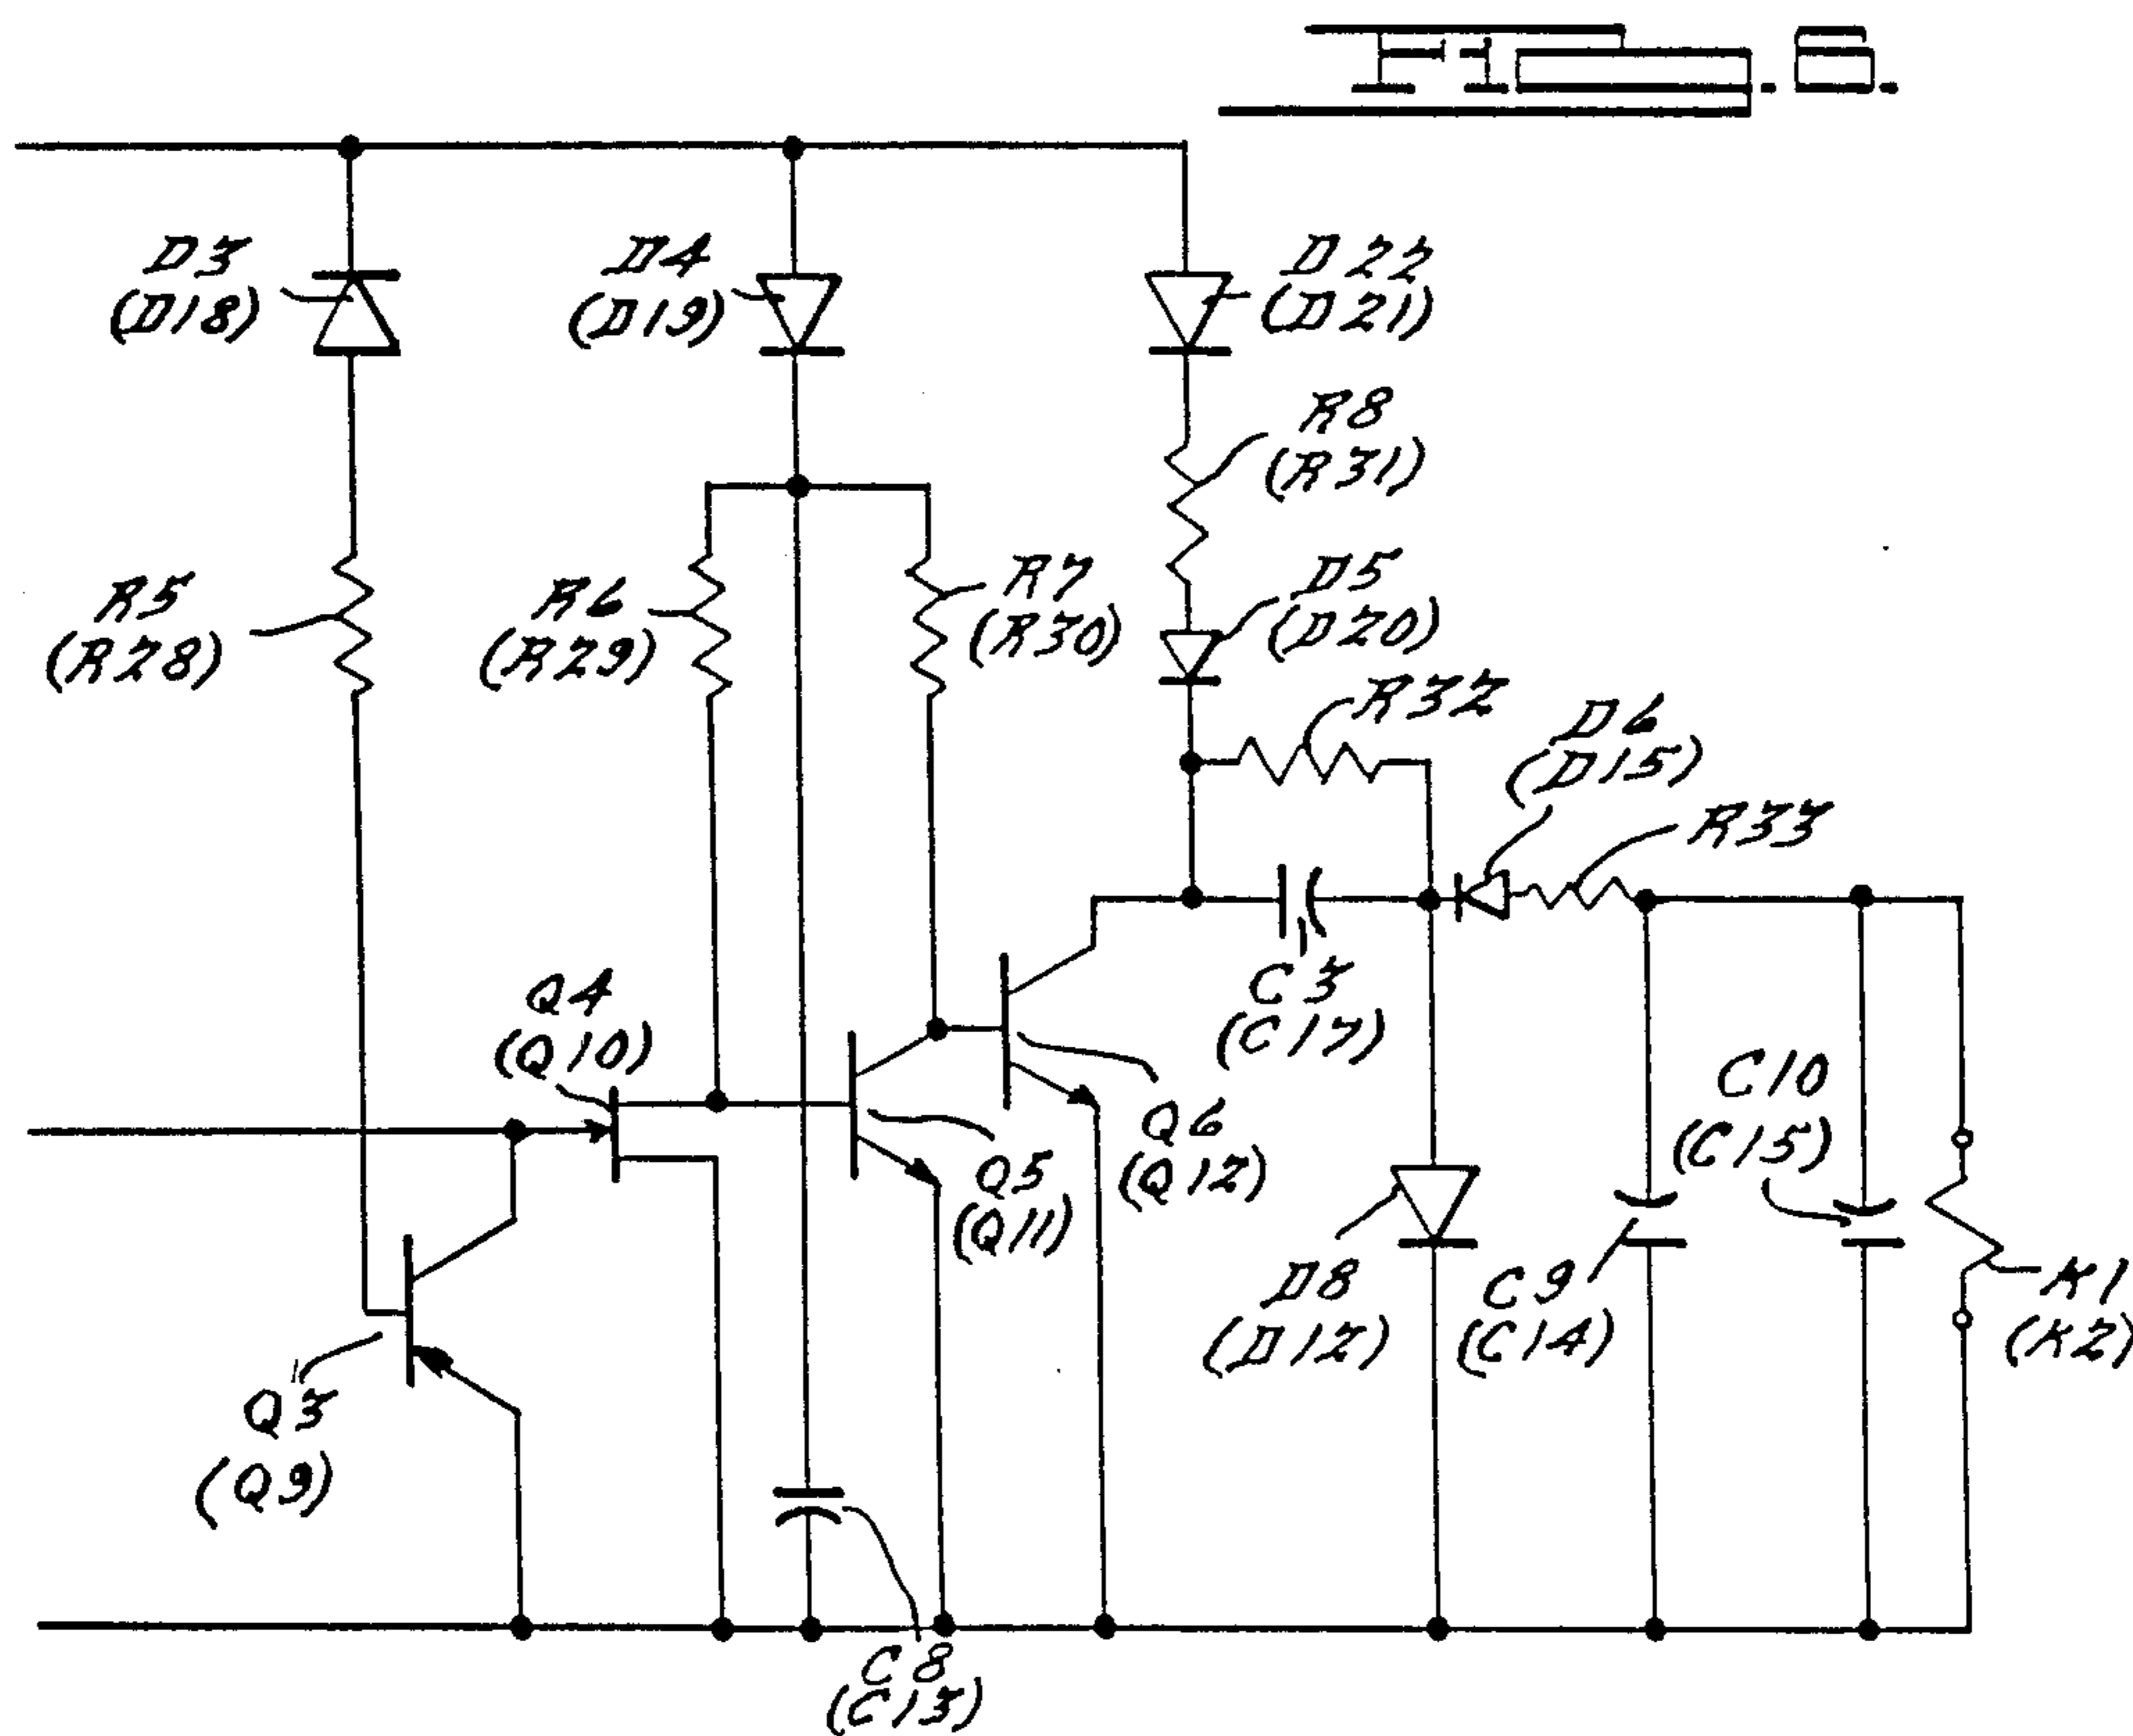 FIG. 6.
D3
(D18)
D4
(D19)
D22
(D21)
R8
(R31)
R5
(R28)
R6
(R29)
R7
(R30)
D5
(D20)
R32
D6
(D15)
R33
Q4
(Q10)
C3
(C17)
C10
(C15)
Q6
(Q12)
Q5
(Q11)
D8
(D12)
C9
(C14)
K1
(K2)
Q3
(Q9)
C8
(C13)